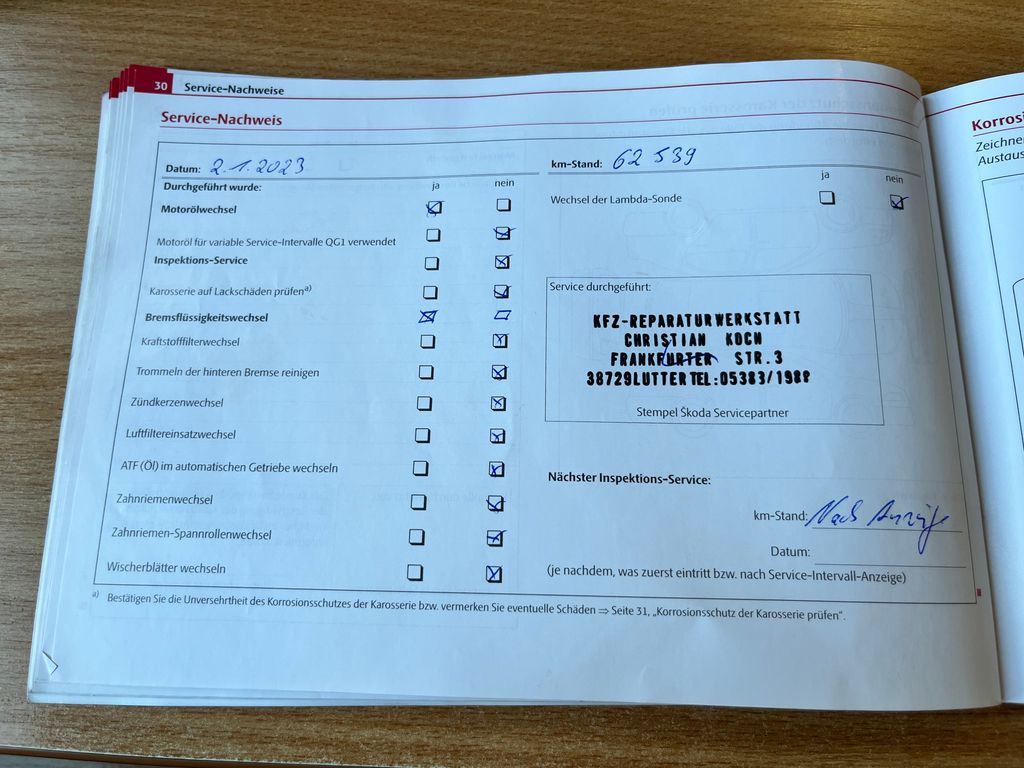 30 Service-Nachweise
Service-Nachweis
Datum: 2.1.2023
Durchgeführt wurde: ja nein
Motorölwechsel
Motoröl für variable Service-Intervalle QG1 verwendet
Inspektions-Service
Karosserie auf Lackschäden prüfen a)
Bremsflüssigkeitswechsel
Kraftstofffilterwechsel
Trommeln der hinteren Bremse reinigen
Zündkerzenwechsel
Luftfiltereinsatzwechsel
ATF (Öl) im automatischen Getriebe wechseln
Zahnriemenwechsel
Zahnriemen-Spannrollenwechsel
Wischerblätter wechseln
km-Stand: 62 539
ja nein
Wechsel der Lambda-Sonde
Service durchgeführt:
KFZ-REPARATURWERKSTATT
CHRISTIAN KOCH
FRANKFURTER STR.3
38729LUTTER TEL:05383/1988
Stempel Škoda Servicepartner
Nächster Inspektions-Service:
km-Stand: Nach Anzeige
Datum:
(je nachdem, was zuerst eintritt bzw. nach Service-Intervall-Anzeige)
a) Bestätigen Sie die Unversehrtheit des Korrosionsschutzes der Karosserie bzw. vermerken Sie eventuelle Schäden ⇒ Seite 31, „Korrosionsschutz der Karosserie prüfen“.
Korrosi
Zeichne
Austaus